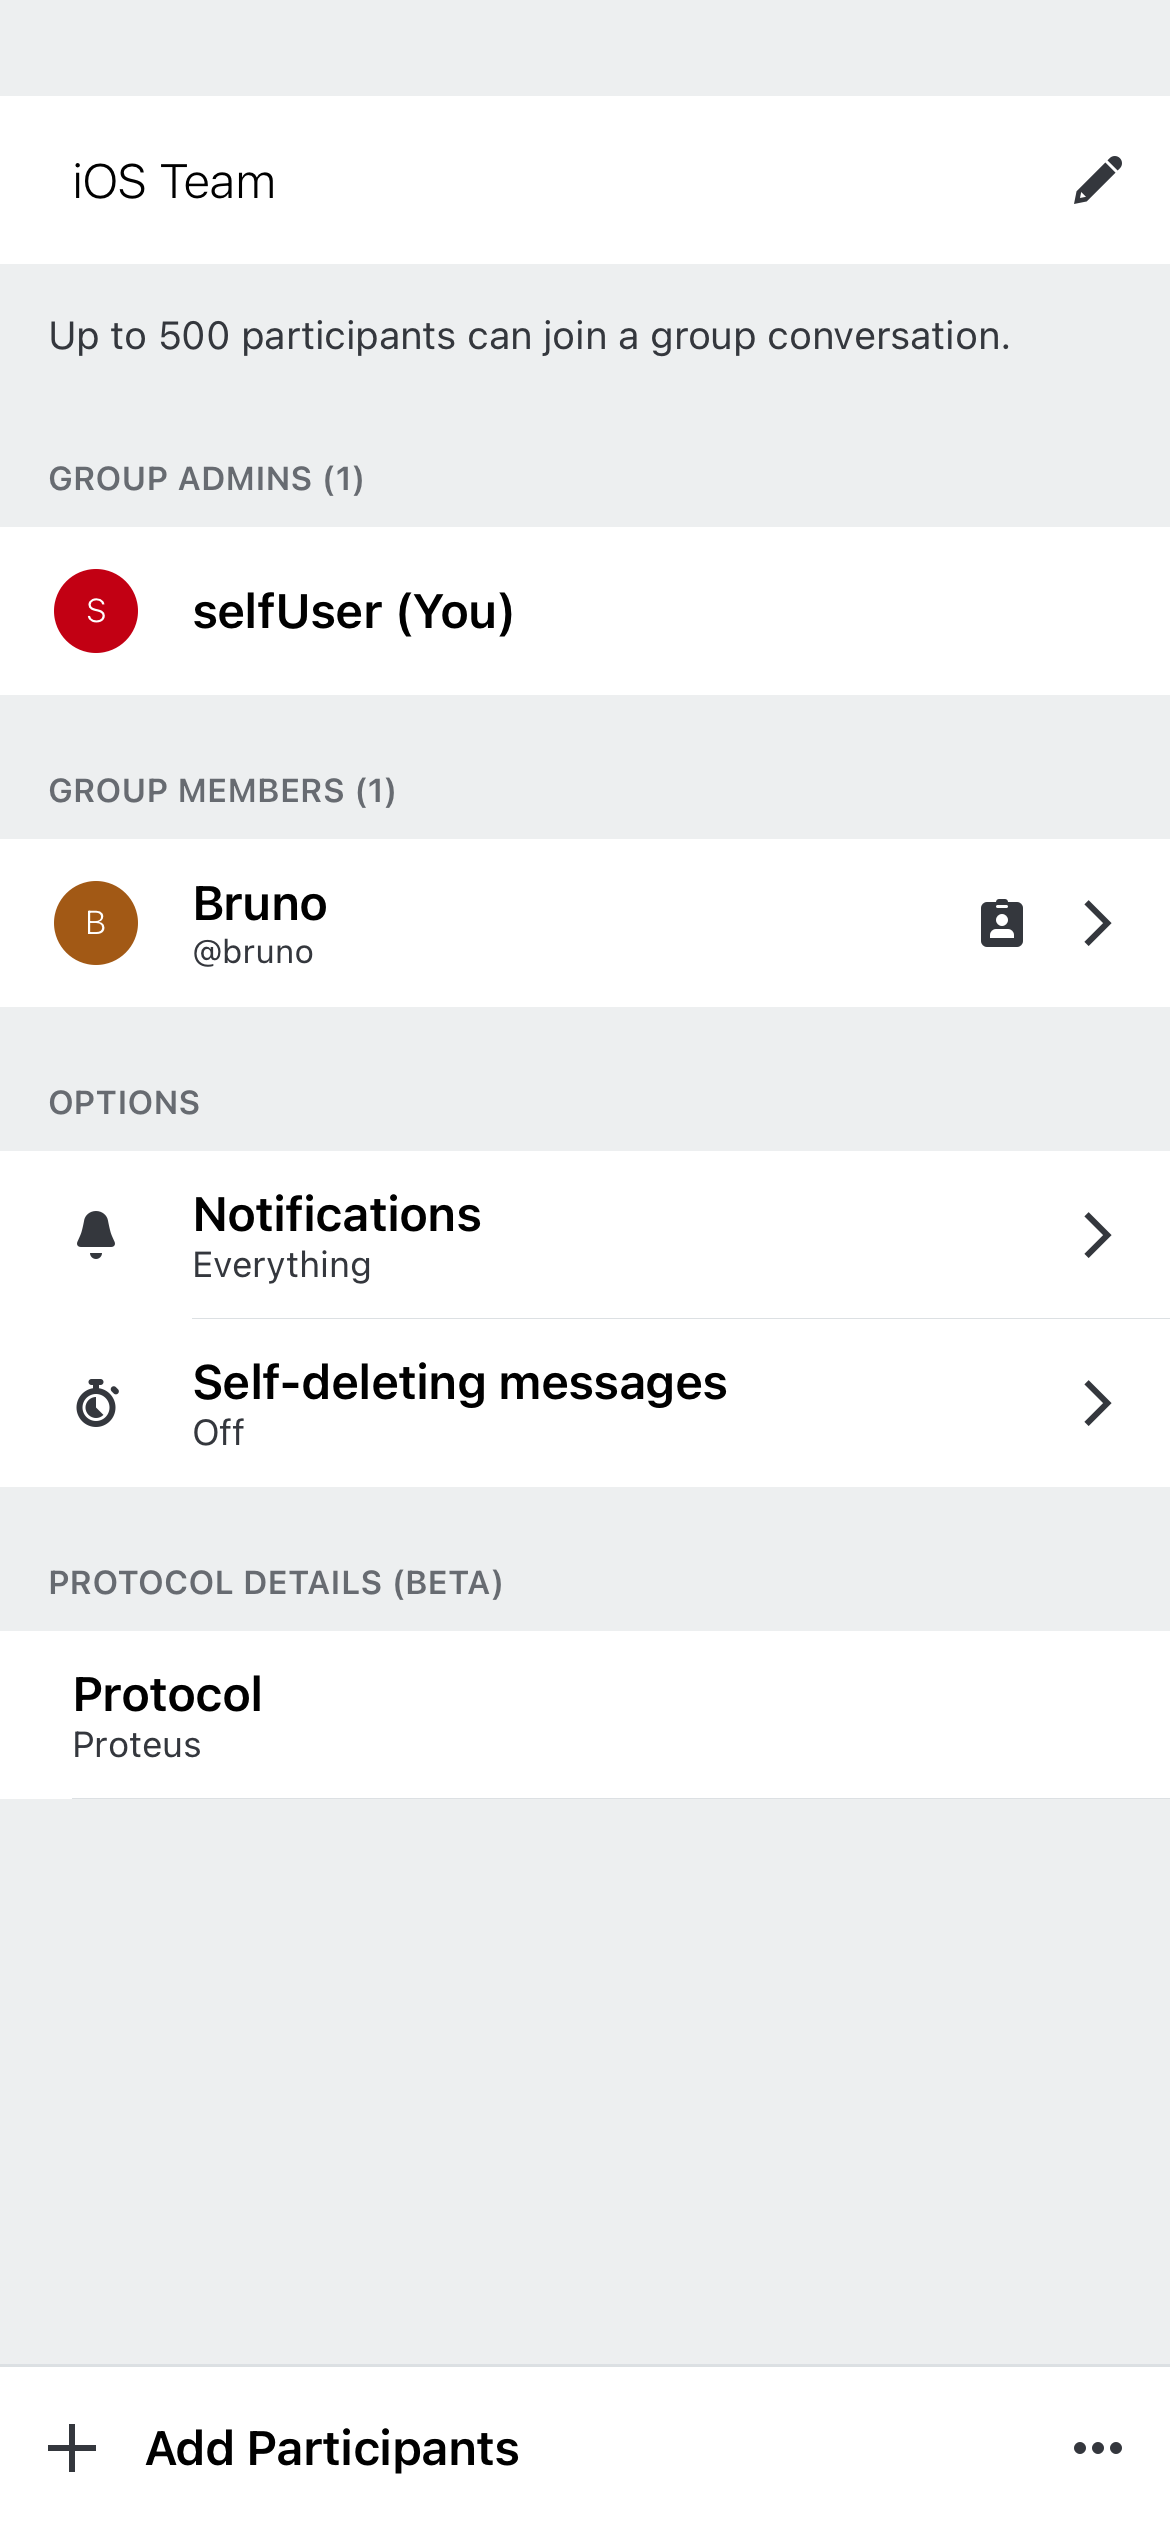 iOS Team
Up to 500 participants can join a group conversation.
GROUP ADMINS (1)
S
selfUser (You)
GROUP MEMBERS (1)
B
Bruno
@bruno
OPTIONS
Notifications
Everything
Self-deleting messages
Off
PROTOCOL DETAILS (BETA)
Protocol
Proteus
Add Participants